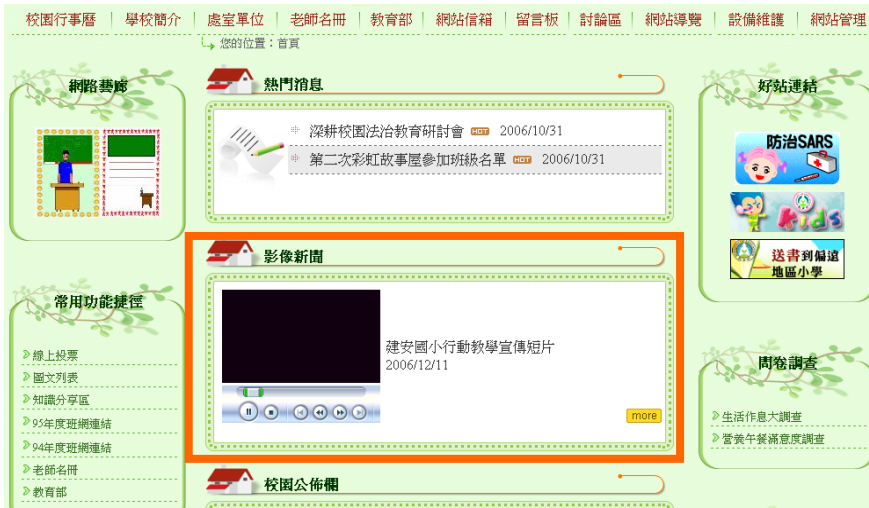 校園行事曆 學校簡介 處室單位 老師名冊 教育部 網站信箱 留言板 討論區 網站導覽 設備維護 網站管理
您的位置：首頁
網路藝廊
熱門消息
深耕校園法治教育研討會 HOT 2006/10/31
第二次彩虹故事屋參加班級名單 HOT 2006/10/31
影像新聞
建安國小行動教學宣傳短片
2006/12/11
more
校園公佈欄
常用功能捷徑
線上投票
圖文列表
知識分享區
95年度班網連結
94年度班網連結
老師名冊
教育部
好站連結
防治SARS
Kids
送書到偏遠
地區小學
問卷調查
生活作息大調查
營養午餐滿意度調查